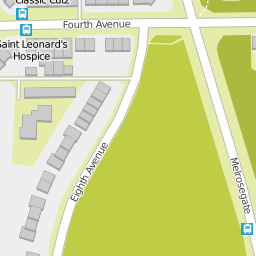 Classic Cutz
Fourth Avenue
Saint Leonard's
Hospice
Eighth Avenue
Melrosegate